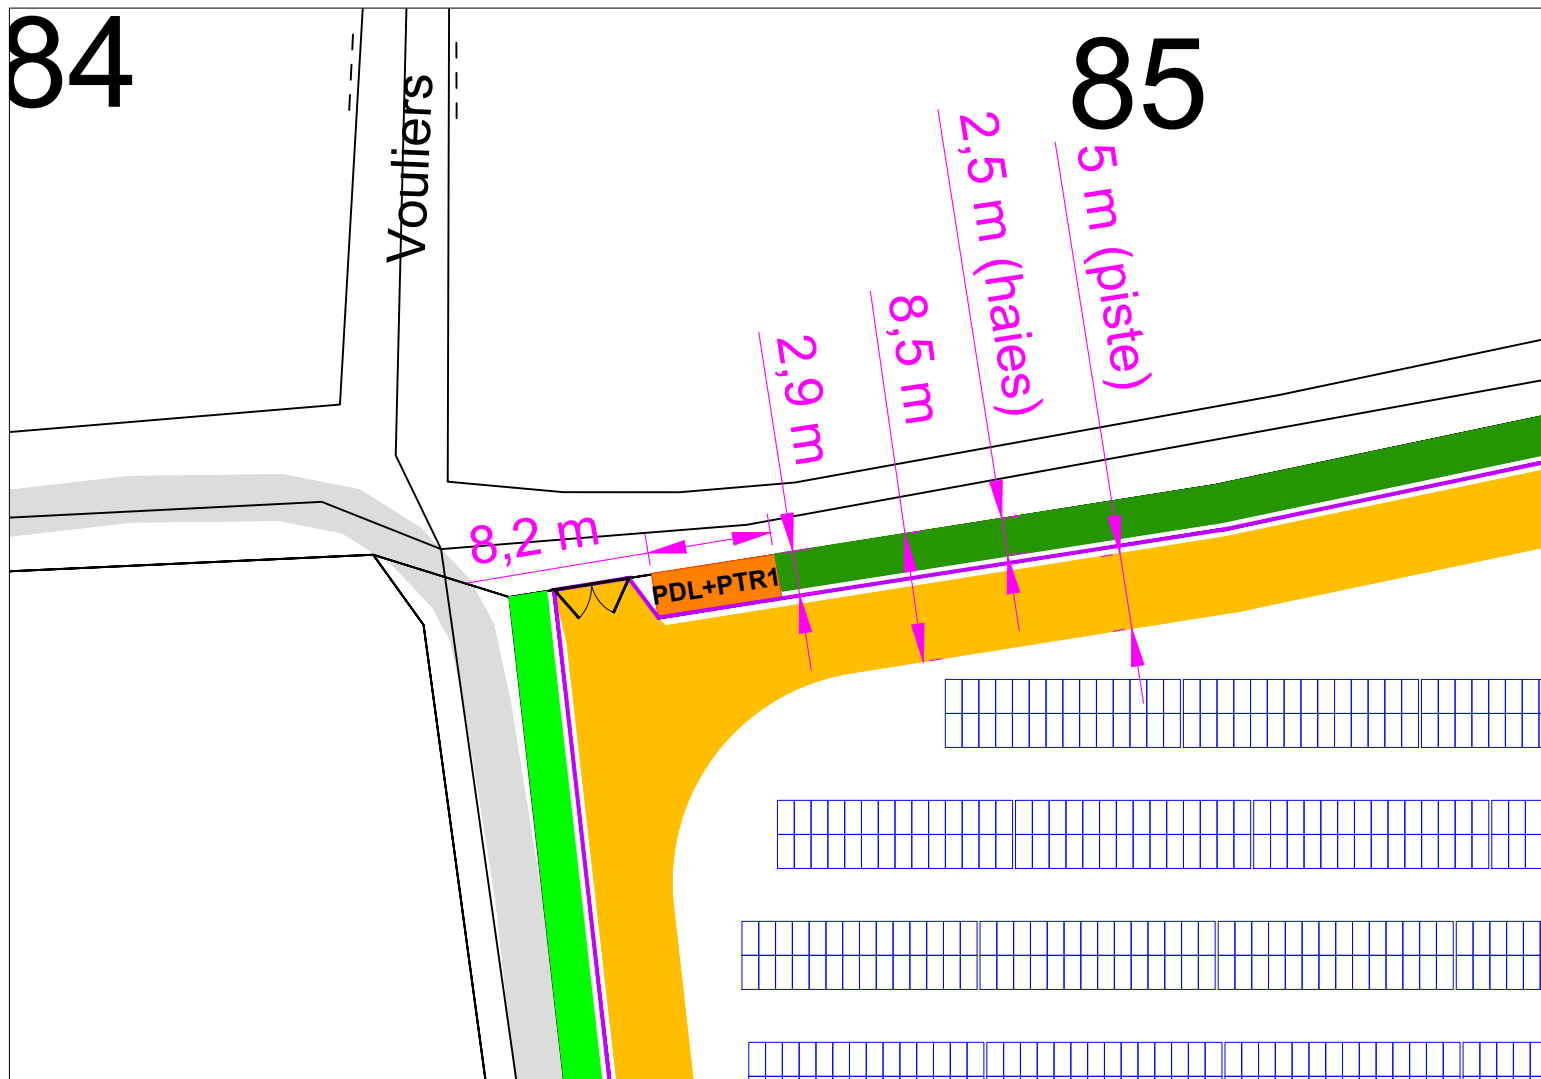 84
85
Vouliers
2,5 m (haies)
5 m (piste)
8,5 m
2,9 m
8,2 m
PDL+PTR1